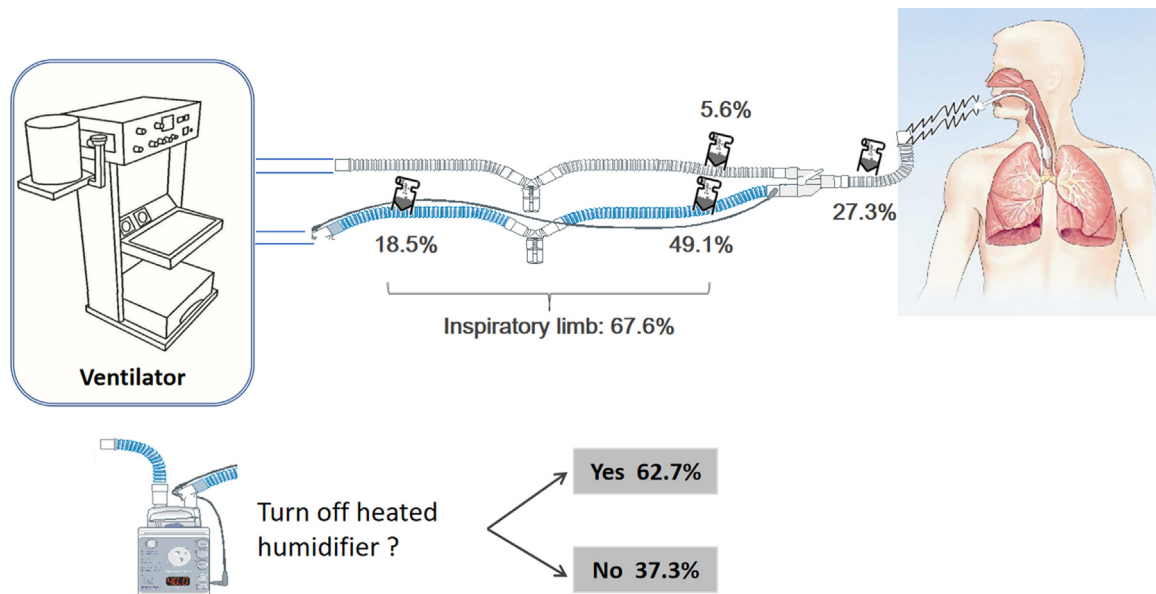 5.6%
27.3%
18.5%
49.1%
Inspiratory limb: 67.6%
Ventilator
Turn off heated
humidifier ?
Yes 62.7%
No 37.3%